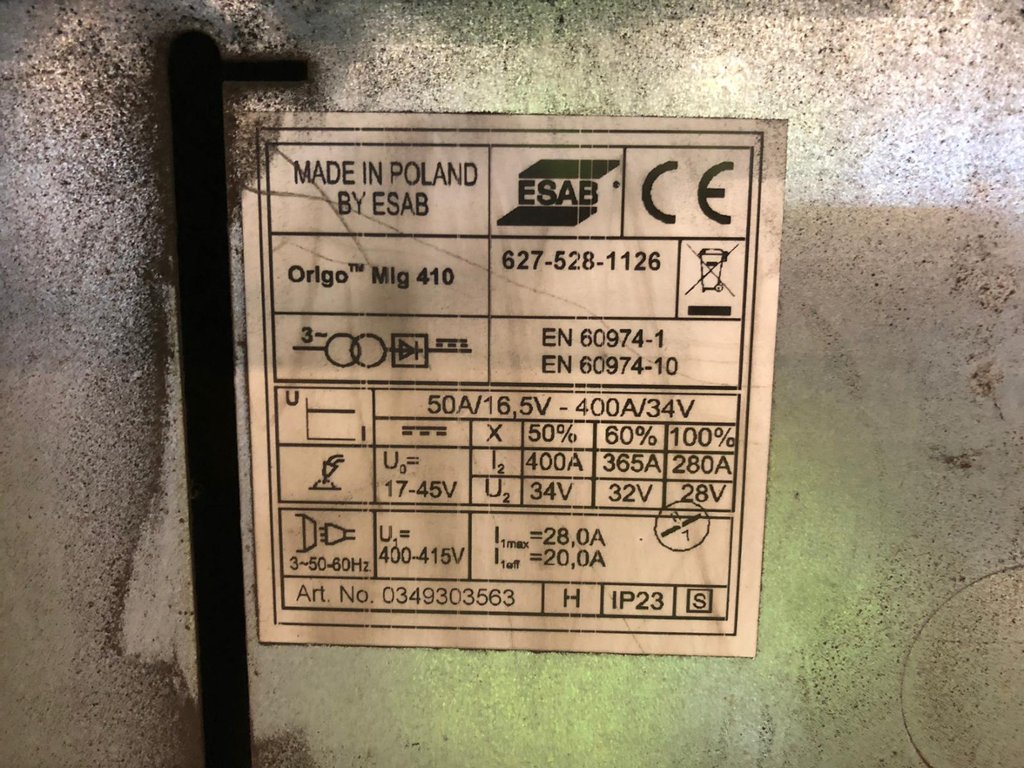 MADE IN POLAND
BY ESAB
ESAB
CE
Origo™ Mig 410
627-528-1126
3~
EN 60974-1
EN 60974-10
U
I
50A/16,5V - 400A/34V
X 50% 60% 100%
U₀= I₂ 400A 365A 280A
17-45V U₂ 34V 32V 28V
3~50-60Hz
U₁=
400-415V
I₁max=28,0A
I₁eff=20,0A
Art. No. 0349303563 H IP23 S